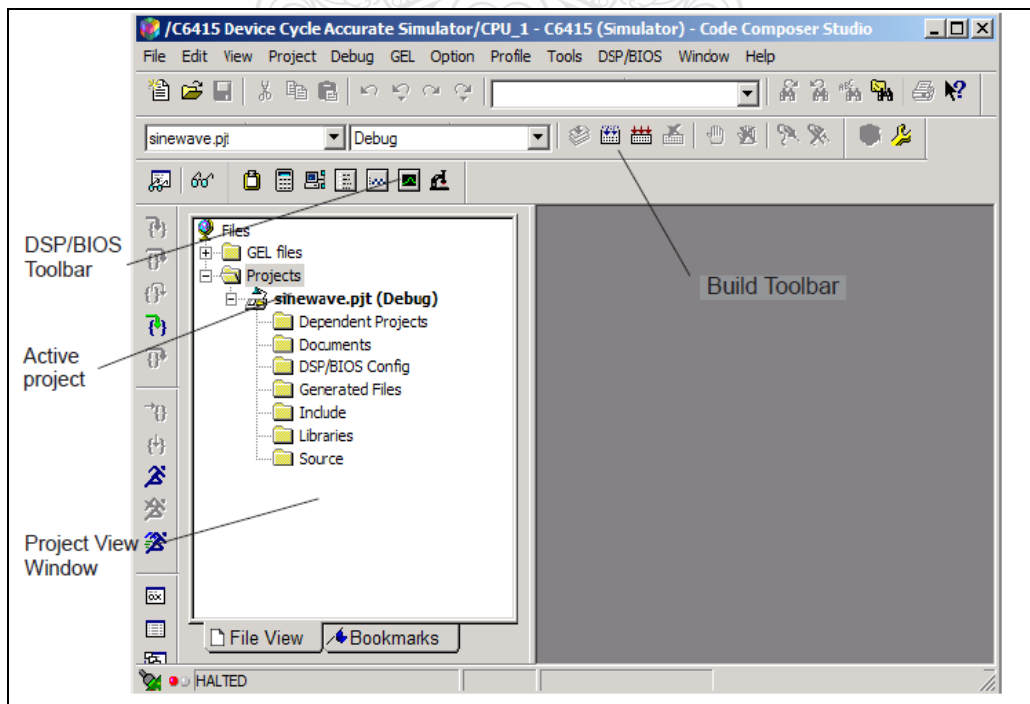 /C6415 Device Cycle Accurate Simulator/CPU_1 - C6415 (Simulator) - Code Composer Studio
File Edit View Project Debug GEL Option Profile Tools DSP/BIOS Window Help
sinewave.pjt Debug
DSP/BIOS
Toolbar
Files
GEL files
Projects
sinewave.pjt (Debug)
Dependent Projects
Documents
DSP/BIOS Config
Generated Files
Include
Libraries
Source
Build Toolbar
Active
project
Project View
Window
File View Bookmarks
HALTED